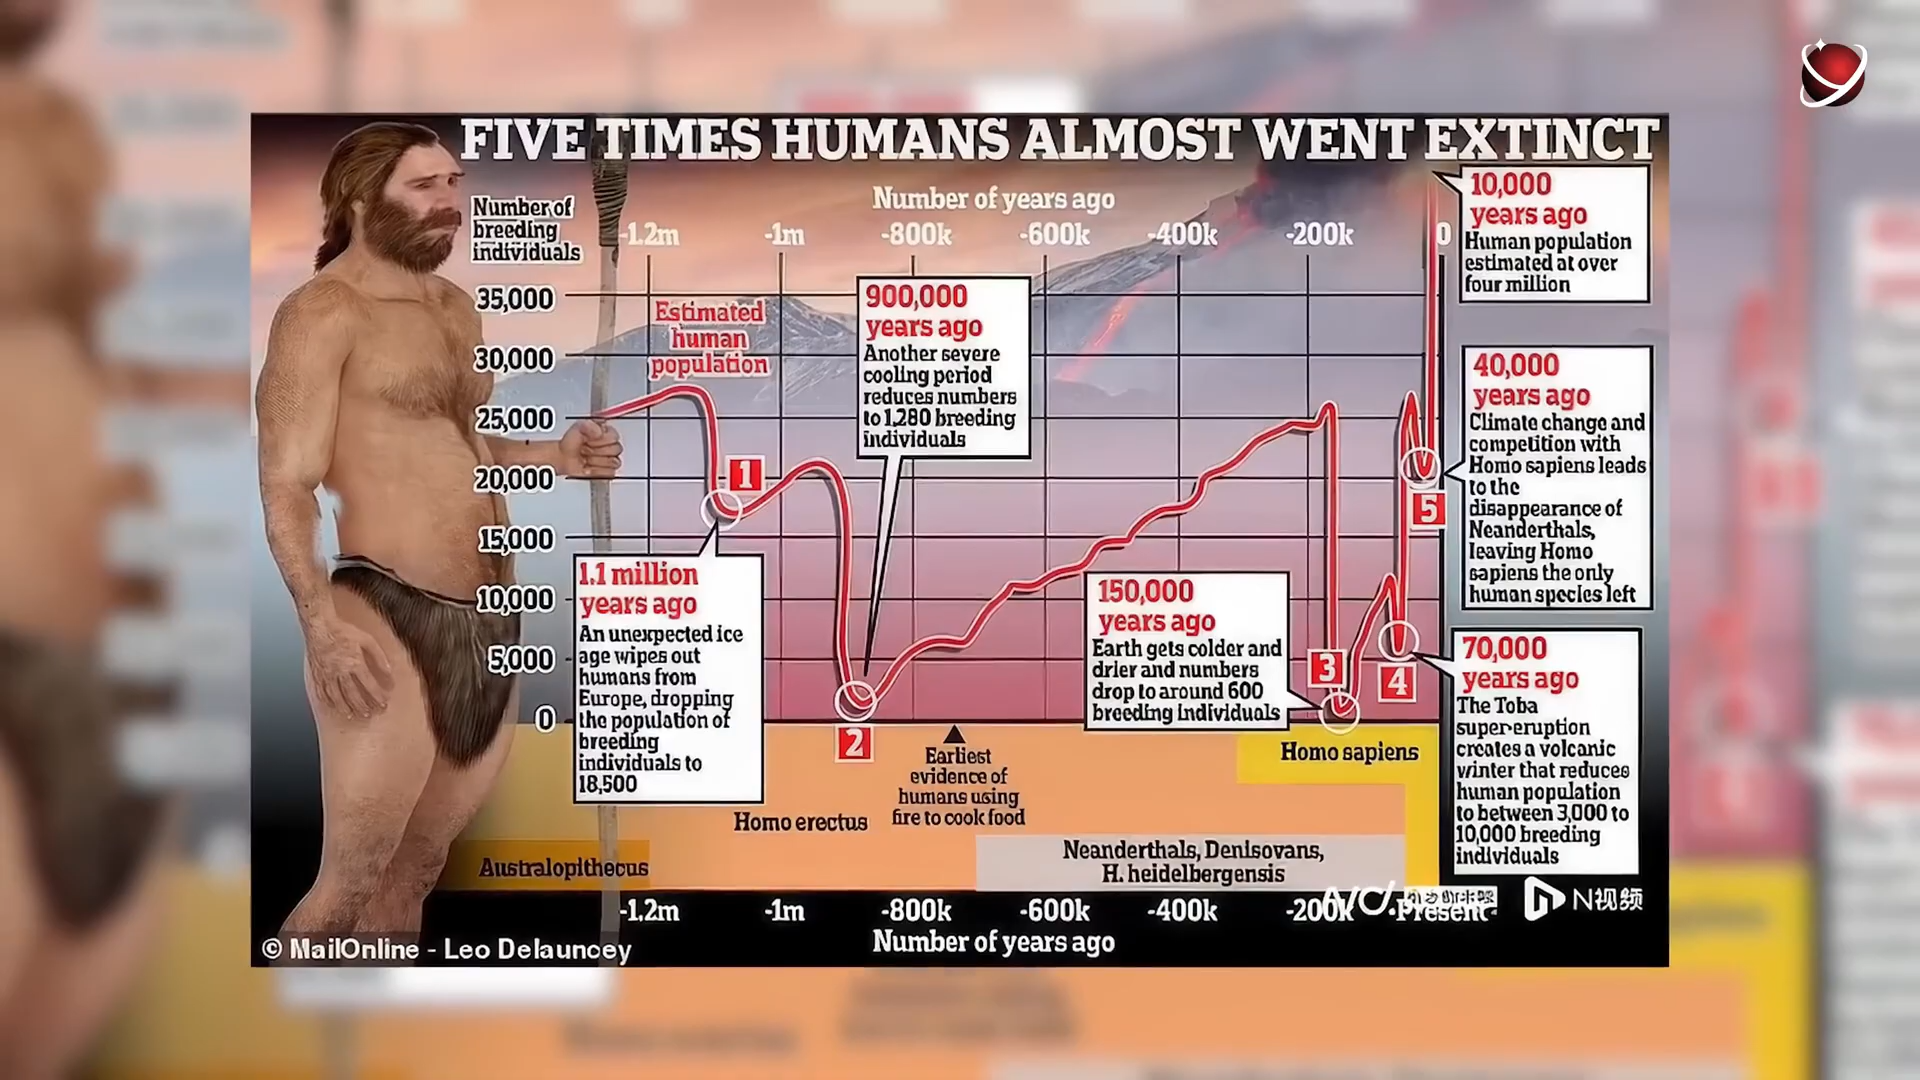 FIVE TIMES HUMANS ALMOST WENT EXTINCT
Number of
breeding
individuals
Number of years ago
-1.2m
-1m
-800k
-600k
-400k
-200k
0
35,000
30,000
25,000
20,000
15,000
10,000
5,000
0
Estimated
human
population
1
1.1 million
years ago
An unexpected ice
age wipes out
humans from
Europe, dropping
the population of
breeding
individuals to
18,500
900,000
years ago
Another severe
cooling period
reduces numbers
to 1,280 breeding
individuals
2
Earliest
evidence of
humans using
fire to cook food
150,000
years ago
Earth gets colder and
drier and numbers
drop to around 600
breeding individuals
3
4
5
10,000
years ago
Human population
estimated at over
four million
40,000
years ago
Climate change and
competition with
Homo sapiens leads
to the
disappearance of
Neanderthals,
leaving Homo
sapiens the only
human species left
70,000
years ago
The Toba
super-eruption
creates a volcanic
winter that reduces
human population
to between 3,000 to
10,000 breeding
individuals
Homo sapiens
Homo erectus
Australopithecus
Neanderthals, Denisovans,
H. heidelbergensis
-1.2m
-1m
-800k
-600k
-400k
-200k
-Present
Number of years ago
© MailOnline - Leo Delauncey
N视频